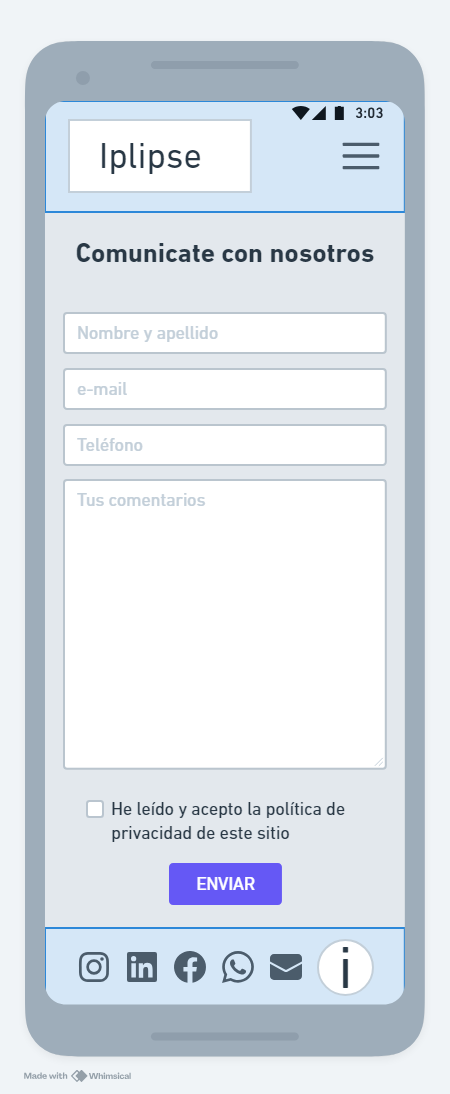 3:03
Iplipse
Comunicate con nosotros
Nombre y apellido
e-mail
Teléfono
Tus comentarios
He leído y acepto la política de
privacidad de este sitio
ENVIAR
in
i
Made with Whimsical